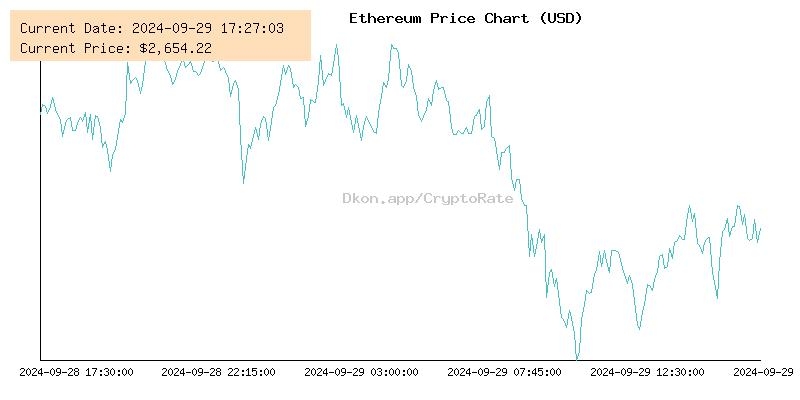 Ethereum Price Chart (USD)
Current Date: 2024-09-29 17:27:03
Current Price: $2,654.22
Dkon.app/CryptoRate
2024-09-28 17:30:00 2024-09-28 22:15:00 2024-09-29 03:00:00 2024-09-29 07:45:00 2024-09-29 12:30:00 2024-09-29